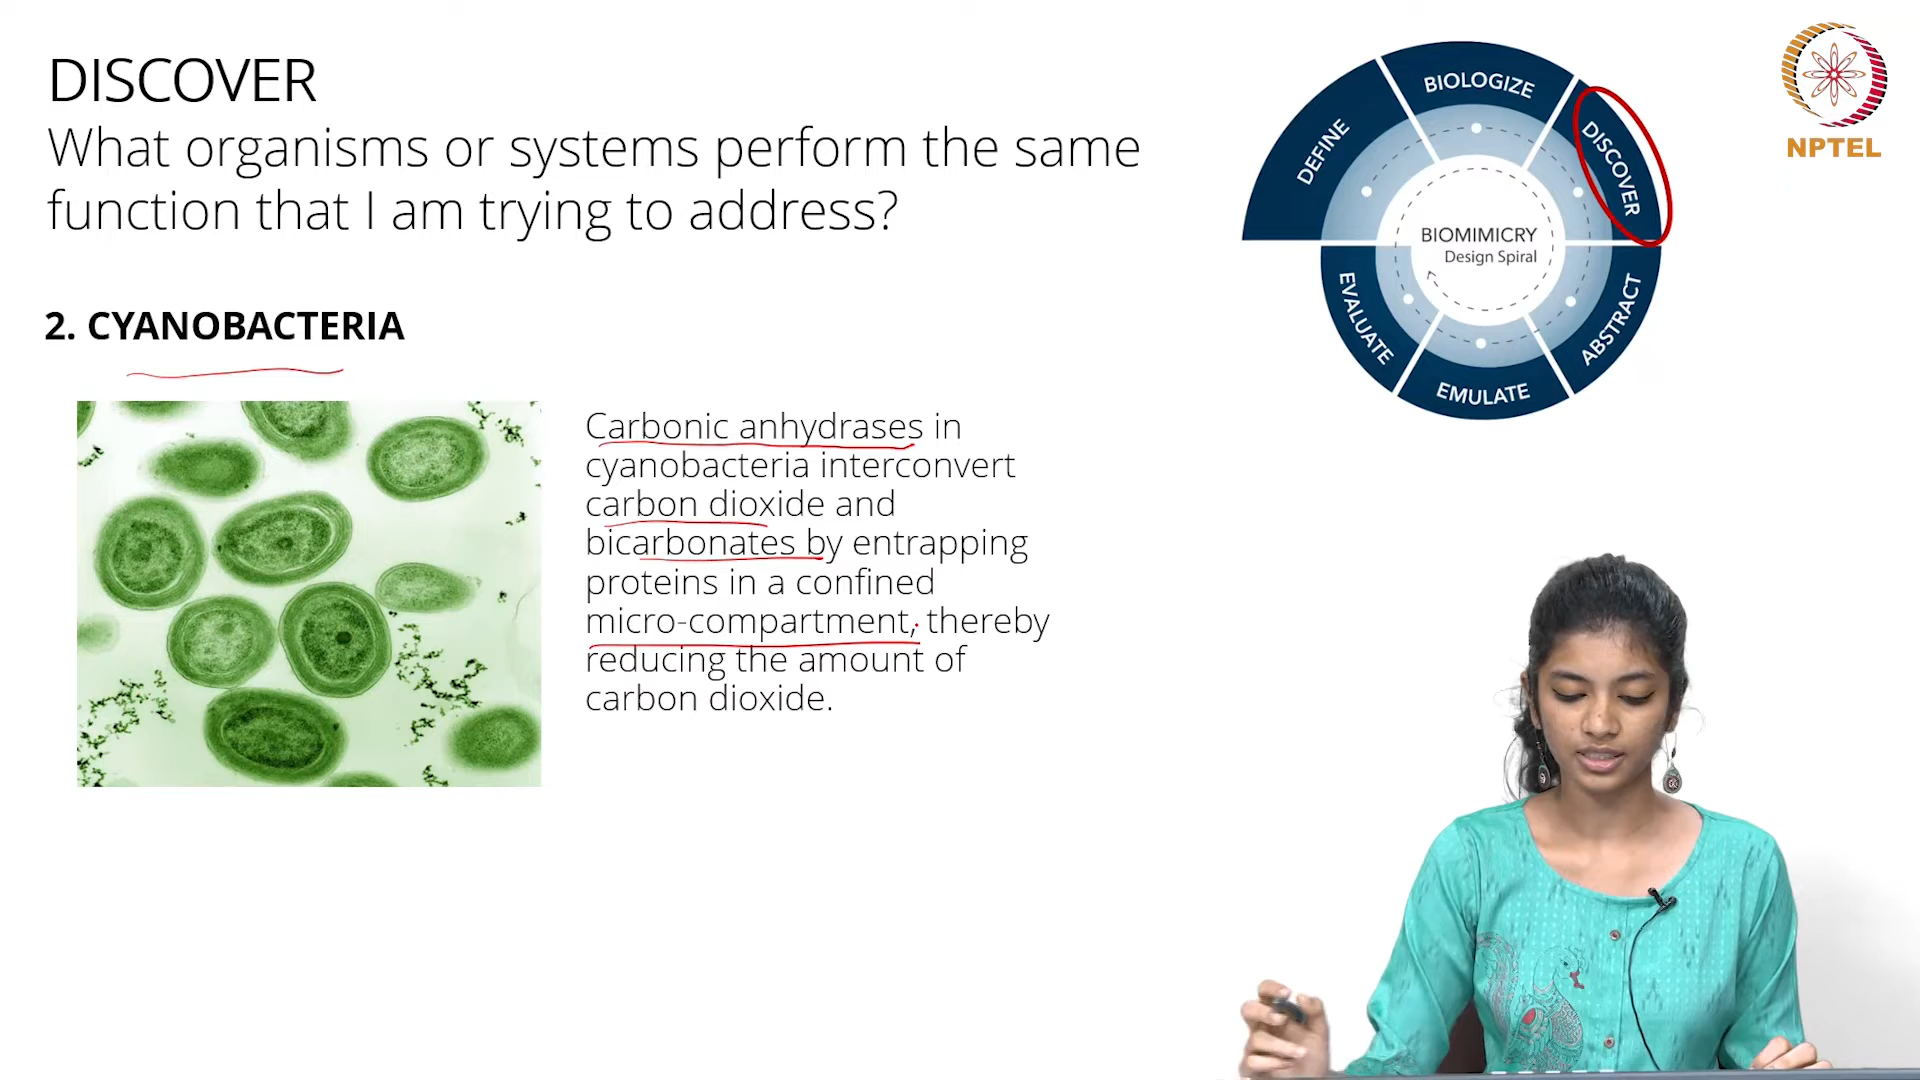 DISCOVER
What organisms or systems perform the same
function that I am trying to address?
2. CYANOBACTERIA
Carbonic anhydrases in
cyanobacteria interconvert
carbon dioxide and
bicarbonates by entrapping
proteins in a confined
micro-compartment, thereby
reducing the amount of
carbon dioxide.
DEFINE
BIOLOGIZE
DISCOVER
ABSTRACT
EMULATE
EVALUATE
BIOMIMICRY
Design Spiral
NPTEL